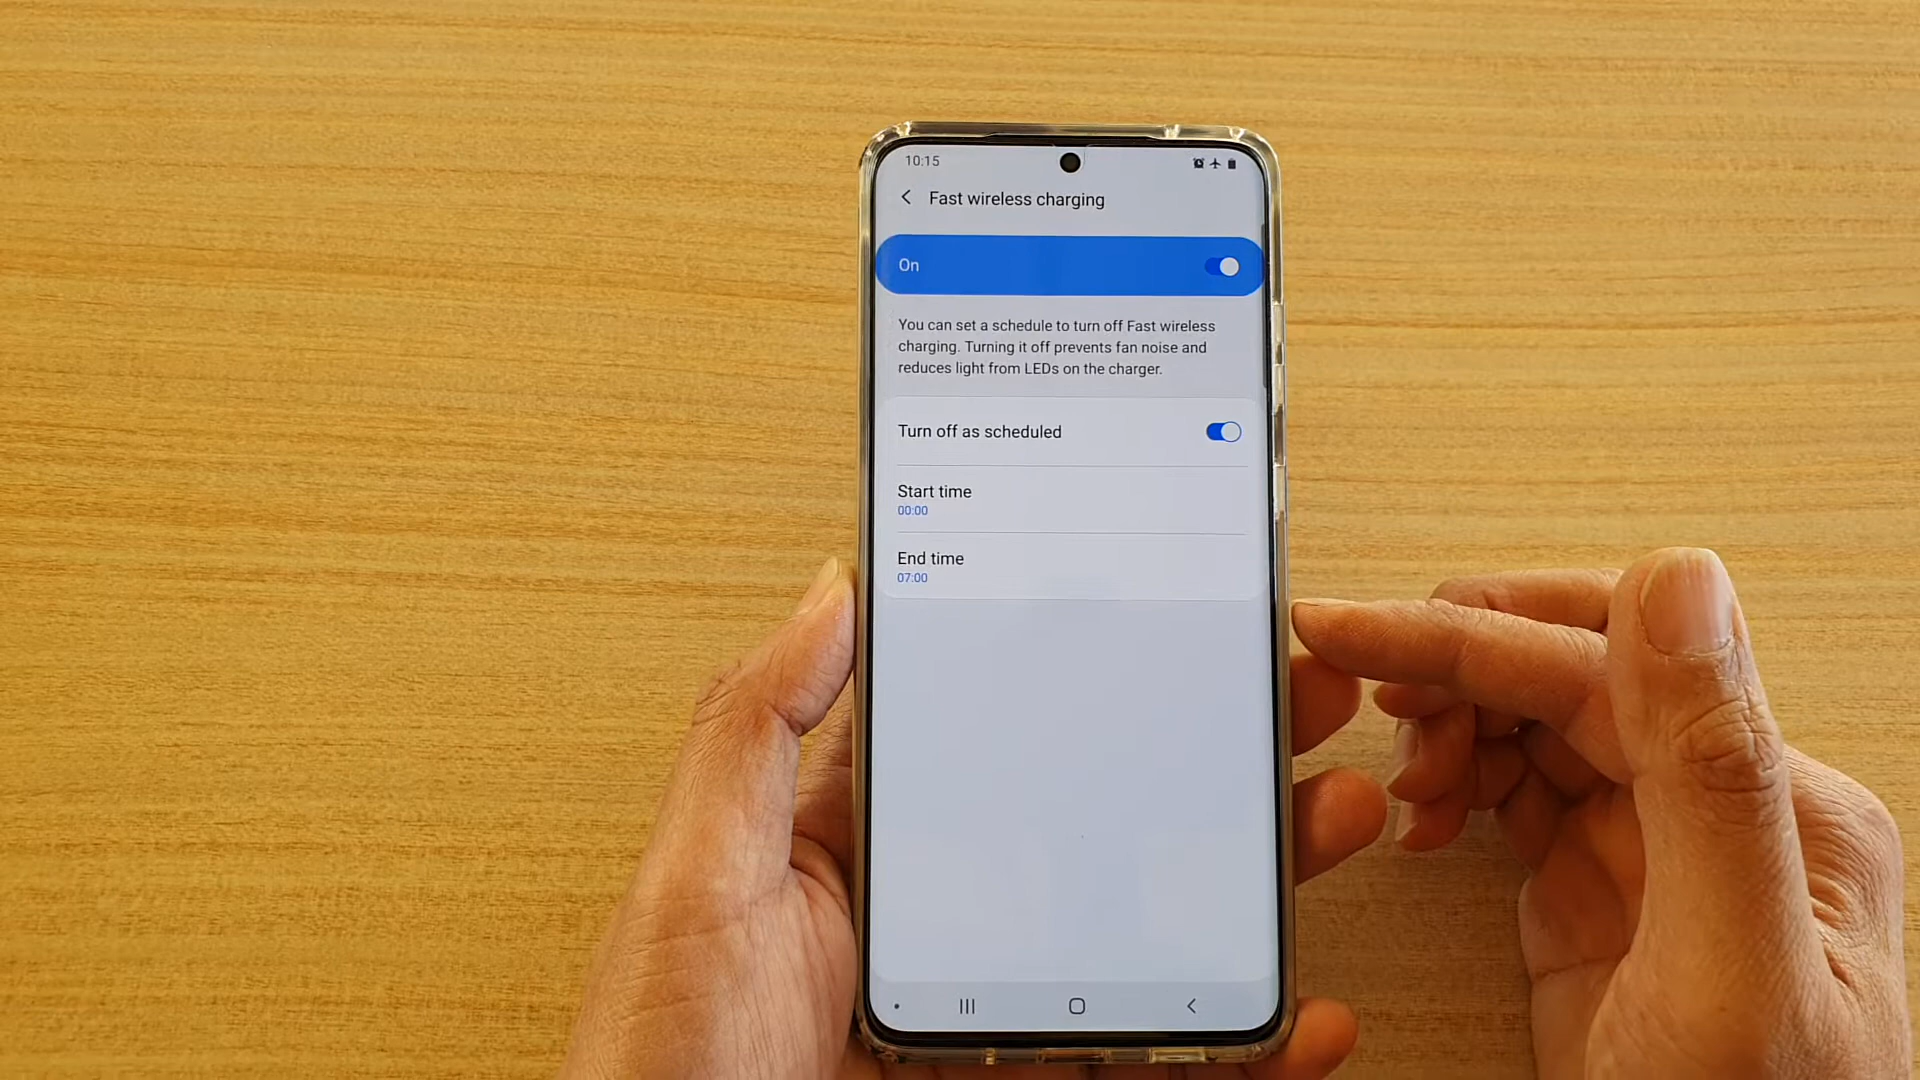 10:15
Fast wireless charging
On
You can set a schedule to turn off Fast wireless
charging. Turning it off prevents fan noise and
reduces light from LEDs on the charger.
Turn off as scheduled
Start time
00:00
End time
07:00